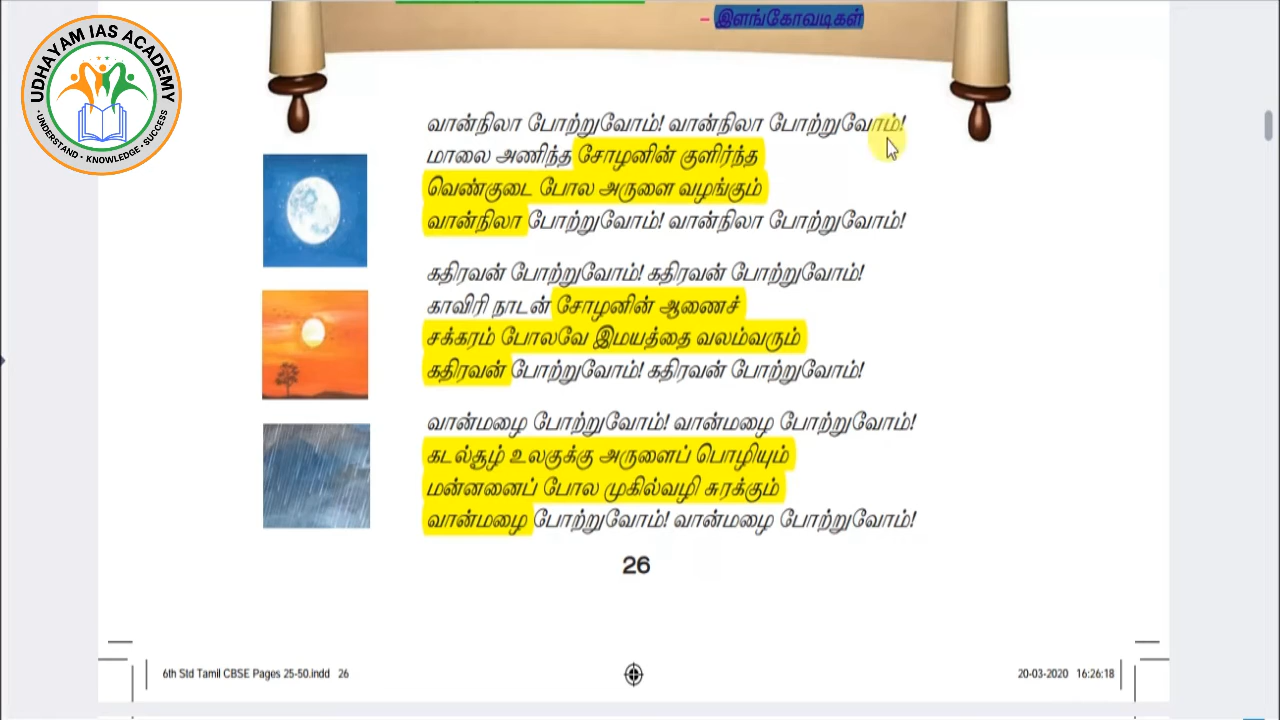 – இளங்கோவடிகள்
UDHAYAM IAS ACADEMY
· UNDERSTAND · KNOWLEDGE · SUCCESS
வான்நிலா போற்றுவோம்! வான்நிலா போற்றுவோம்!
மாலை அணிந்த சோழனின் குளிர்ந்த
வெண்குடை போல அருளை வழங்கும்
வான்நிலா போற்றுவோம்! வான்நிலா போற்றுவோம்!
கதிரவன் போற்றுவோம்! கதிரவன் போற்றுவோம்!
காவிரி நாடன் சோழனின் ஆணைச்
சக்கரம் போலவே இமயத்தை வலம்வரும்
கதிரவன் போற்றுவோம்! கதிரவன் போற்றுவோம்!
வான்மழை போற்றுவோம்! வான்மழை போற்றுவோம்!
கடல்சூழ் உலகுக்கு அருளைப் பொழியும்
மன்னனைப் போல முகில்வழி சுரக்கும்
வான்மழை போற்றுவோம்! வான்மழை போற்றுவோம்!
26
6th Std Tamil CBSE Pages 25-50.indd 26
20-03-2020 16:26:18